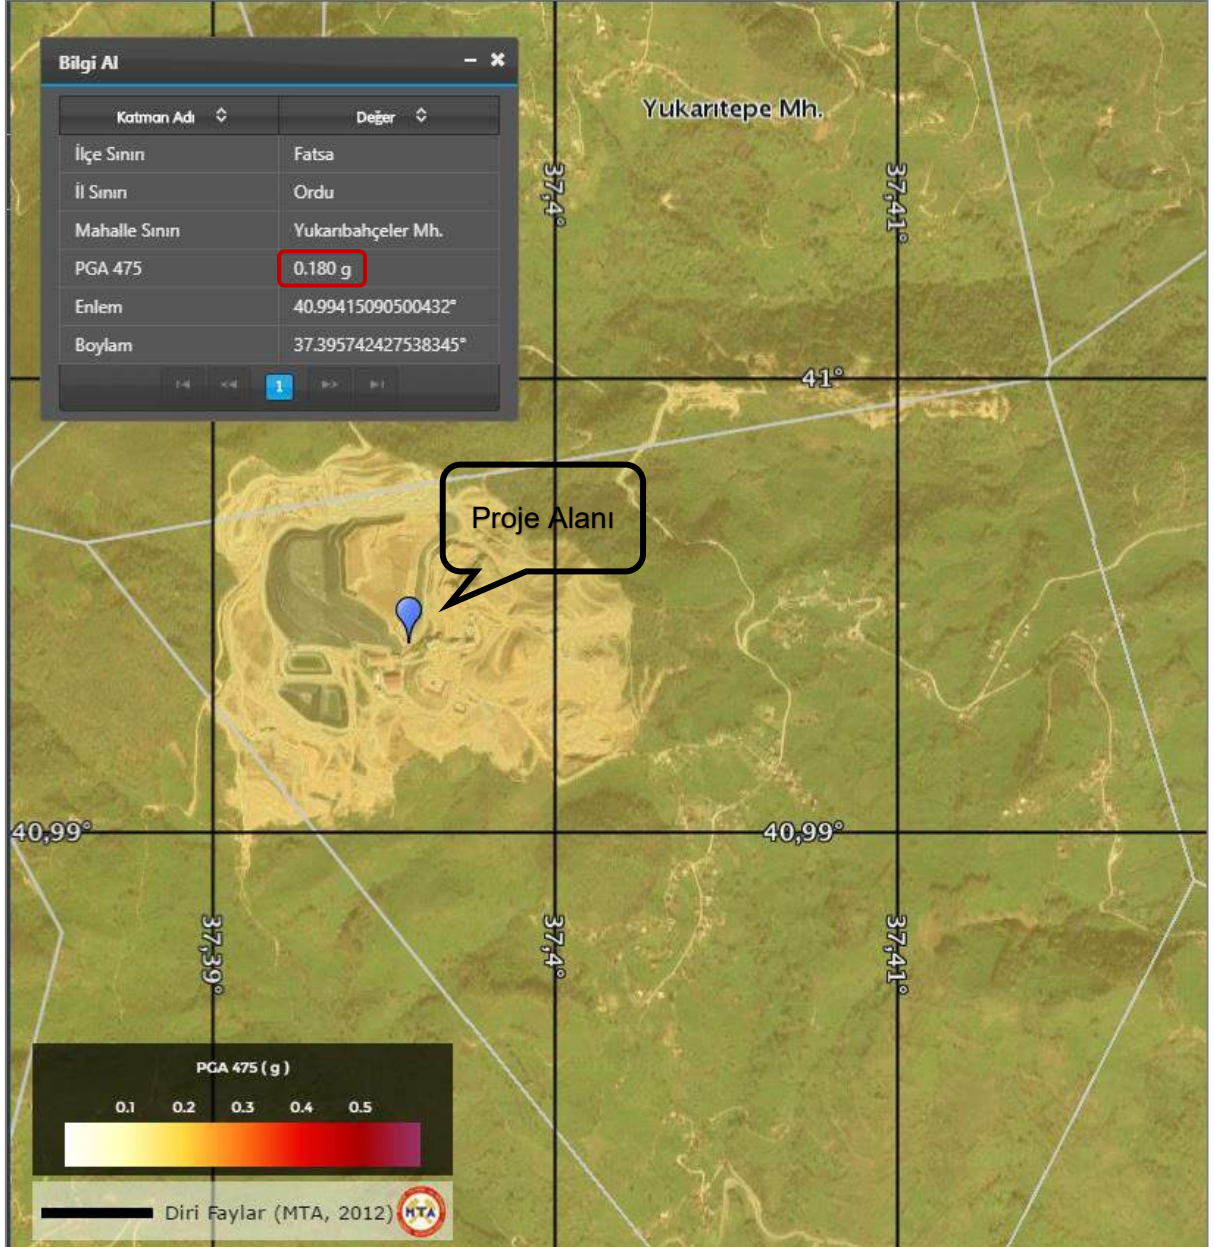 Bilgi Al
Katman Adı Değer
İlçe Sınırı Fatsa
İl Sınırı Ordu
Mahalle Sınırı Yukarıbahçeler Mh.
PGA 475 0.180 g
Enlem 40.99415090500432°
Boylam 37.395742427538345°
1
Yukarıtepe Mh.
37,4°
37,41°
41°
Proje Alanı
40,99°
40,99°
37,39°
37,4°
37,41°
PGA 475 ( g )
0.1 0.2 0.3 0.4 0.5
Diri Faylar (MTA, 2012)
MTA